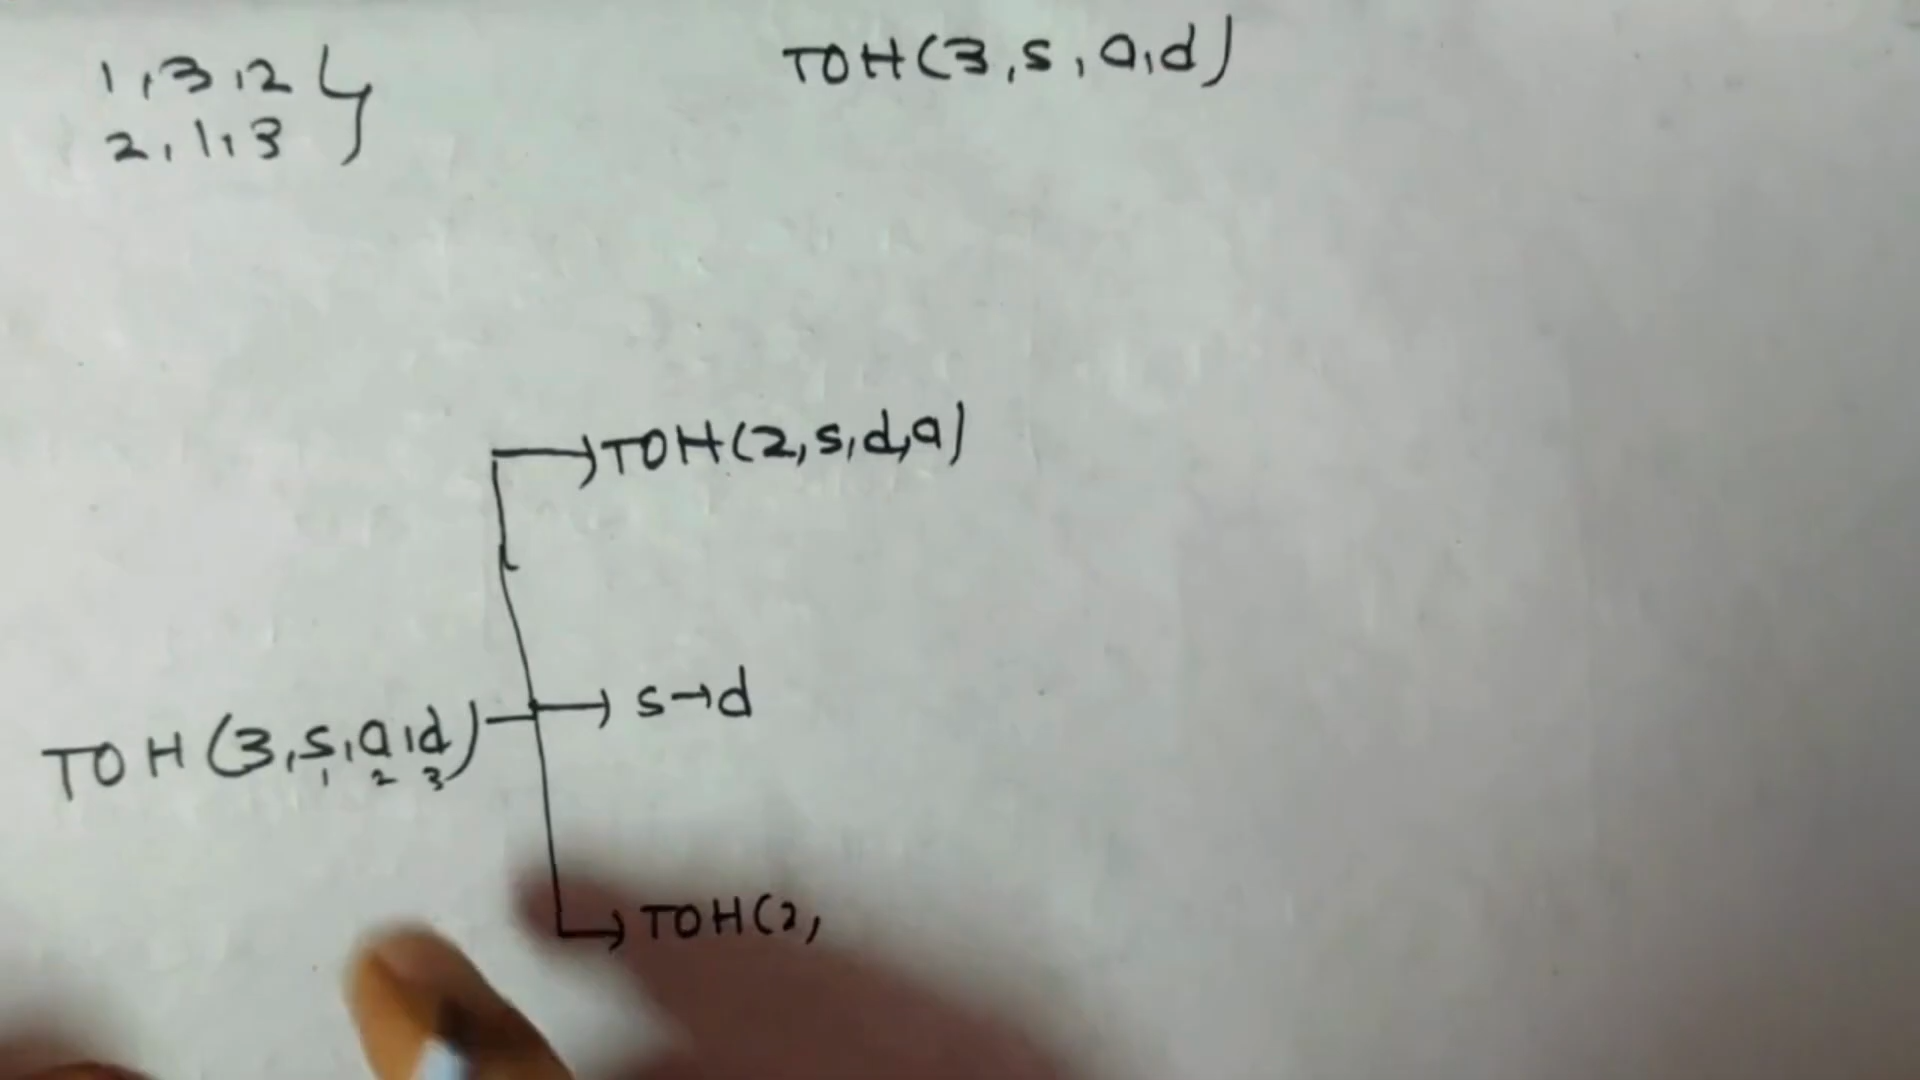 1,3,2
2,1,3
TOH(3,s,a,d)
TOH(2,s,d,a)
s→d
TOH(3,s,a,d)
1 2 3
TOH(2,